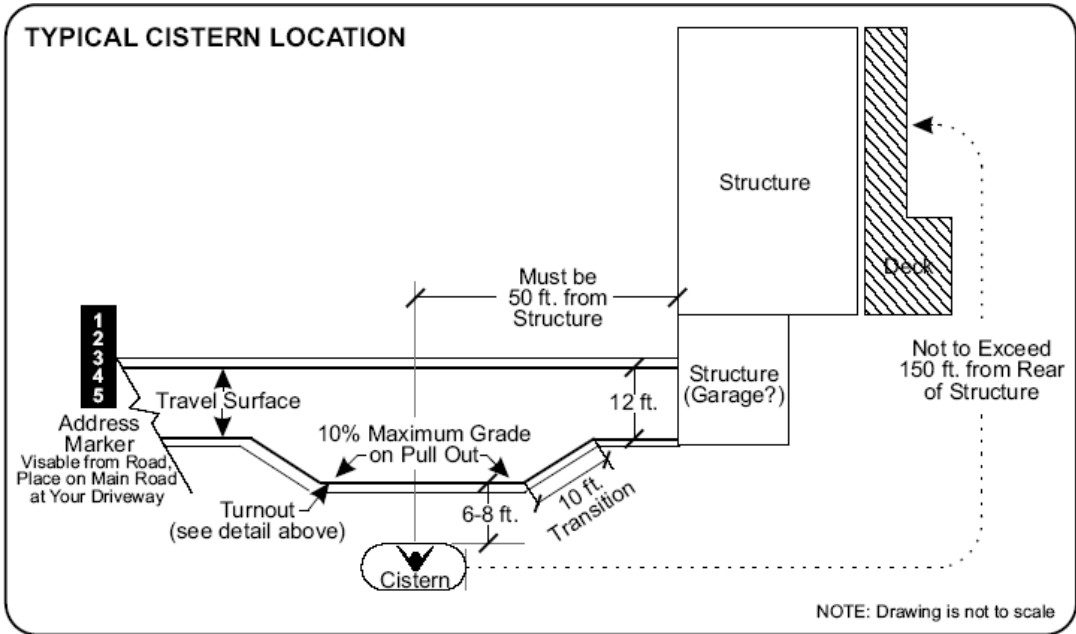 TYPICAL CISTERN LOCATION
Structure
Deck
Must be
50 ft. from
Structure
1
2
3
4
5
Address
Marker
Visable from Road,
Place on Main Road
at Your Driveway
Travel Surface
12 ft.
Structure
(Garage?)
Not to Exceed
150 ft. from Rear
of Structure
10% Maximum Grade
on Pull Out
Turnout
(see detail above)
6-8 ft.
10 ft.
Transition
Cistern
NOTE: Drawing is not to scale